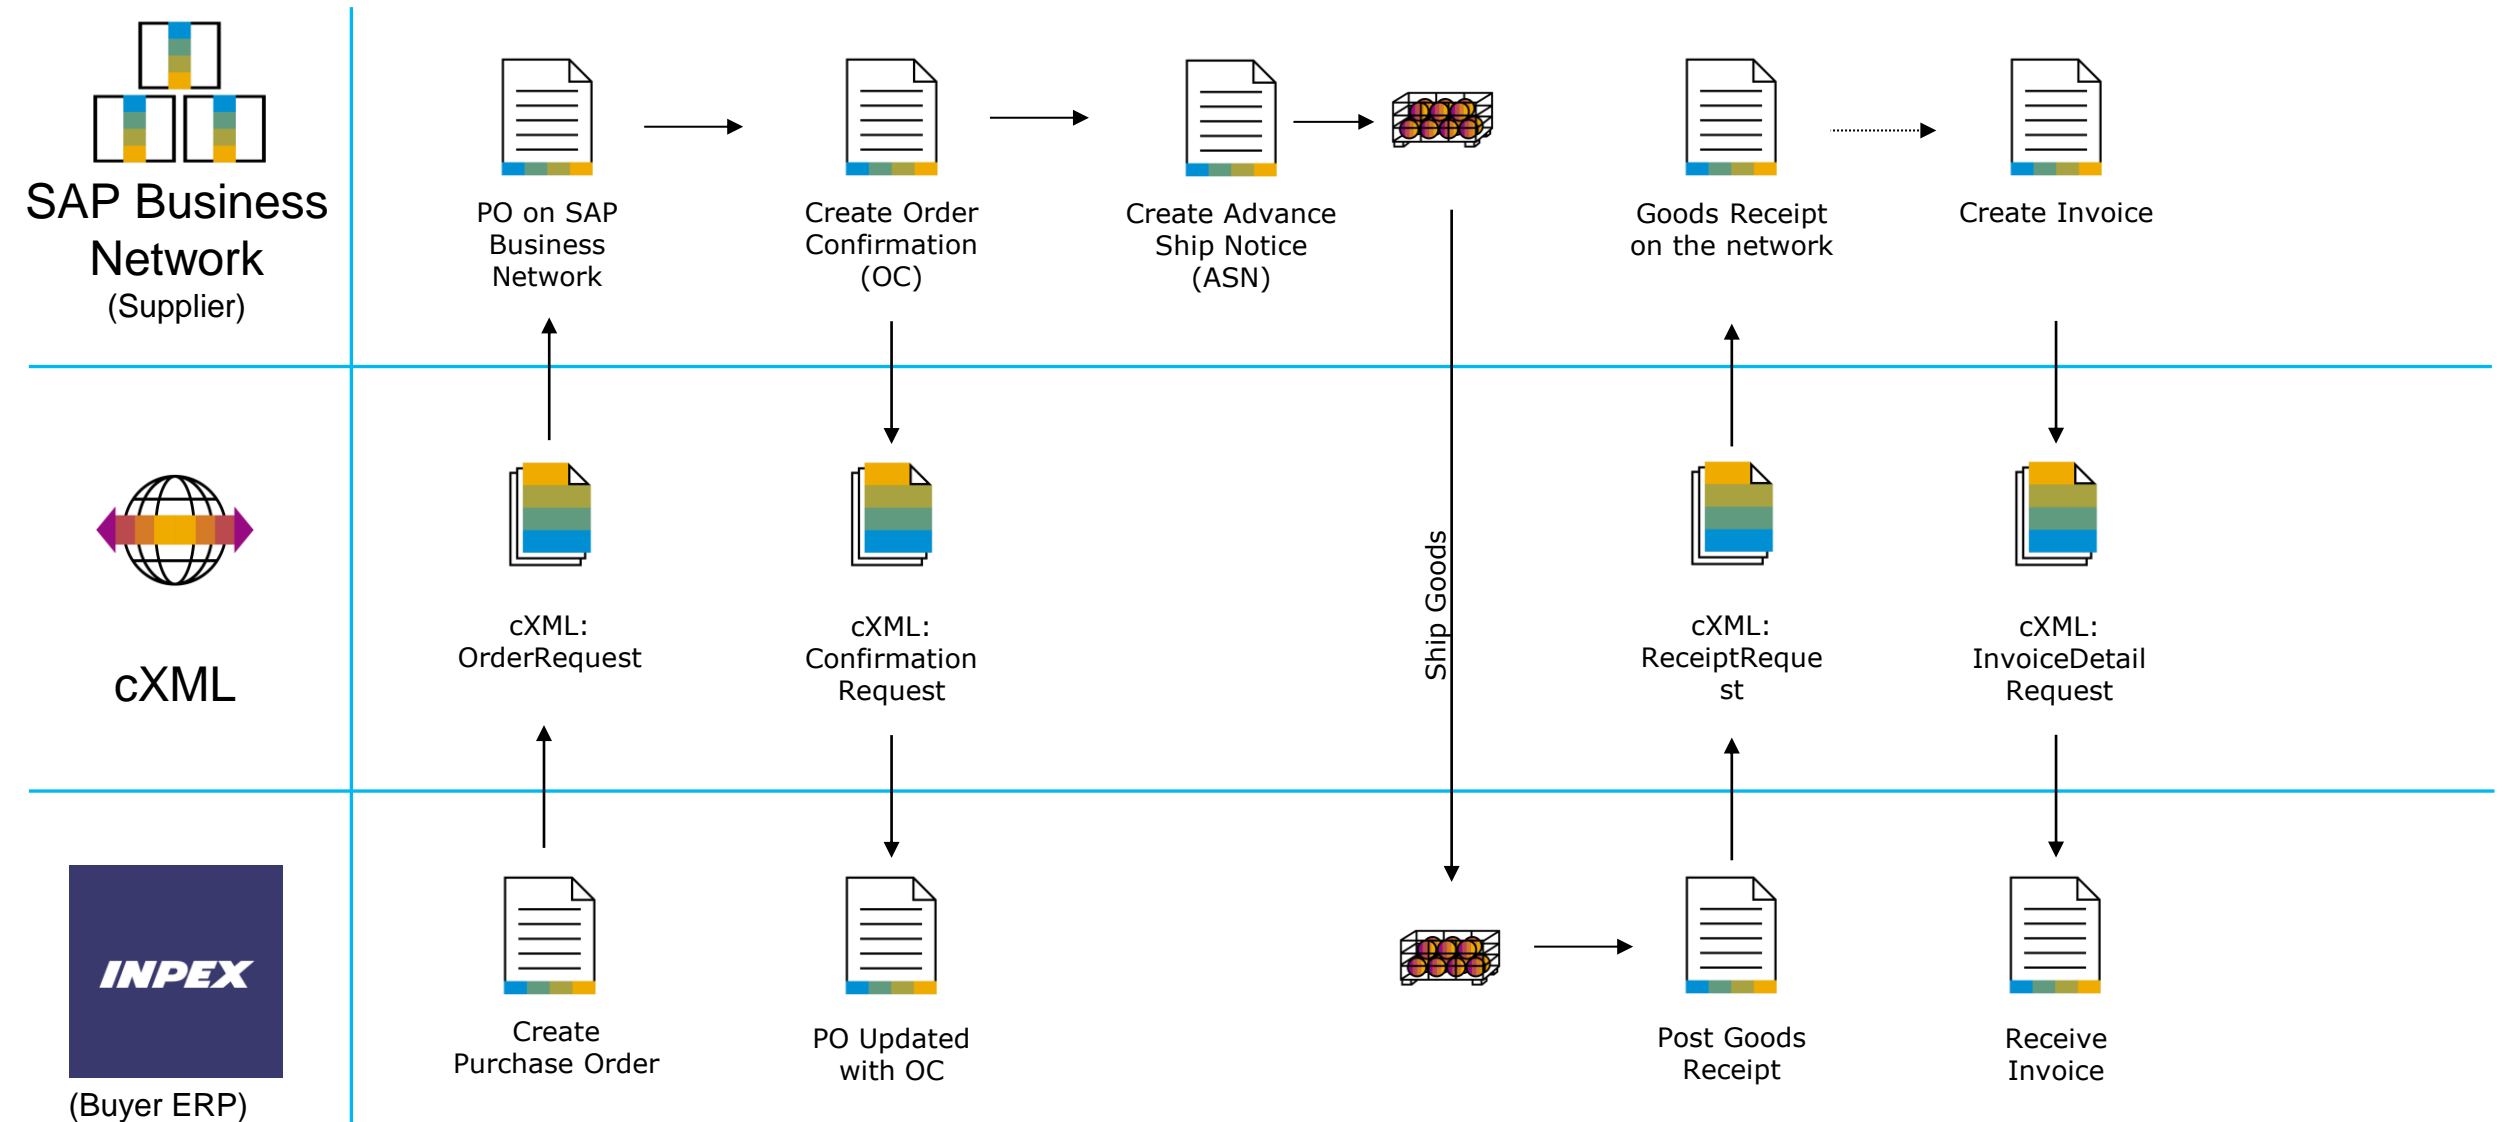 SAP Business
Network
(Supplier)
PO on SAP
Business
Network
Create Order
Confirmation
(OC)
Create Advance
Ship Notice
(ASN)
Goods Receipt
on the network
Create Invoice
cXML
cXML:
OrderRequest
cXML:
Confirmation
Request
Ship Goods
cXML:
ReceiptReque
st
cXML:
InvoiceDetail
Request
INPEX
(Buyer ERP)
Create
Purchase Order
PO Updated
with OC
Post Goods
Receipt
Receive
Invoice